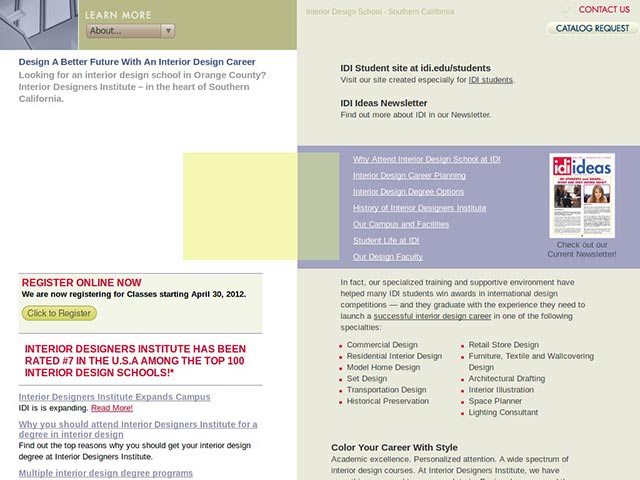 LEARN MORE
About...
Interior Design School - Southern California
CONTACT US
CATALOG REQUEST
Design A Better Future With An Interior Design Career
Looking for an interior design school in Orange County?
Interior Designers Institute – in the heart of Southern
California.
IDI Student site at idi.edu/students
Visit our site created especially for IDI students.
IDI Ideas Newsletter
Find out more about IDI in our Newsletter.
Why Attend Interior Design School at IDI
Interior Design Career Planning
Interior Design Degree Options
History of Interior Designers Institute
Our Campus and Facilities
Student Life at IDI
Our Design Faculty
idi ideas
Check out our
Current Newsletter!
REGISTER ONLINE NOW
We are now registering for Classes starting April 30, 2012.
Click to Register
INTERIOR DESIGNERS INSTITUTE HAS BEEN
RATED #7 IN THE U.S.A AMONG THE TOP 100
INTERIOR DESIGN SCHOOLS!*
Interior Designers Institute Expands Campus
IDI is is expanding. Read More!
Why you should attend Interior Designers Institute for a
degree in interior design
Find out the top reasons why you should get your interior design
degree at Interior Designers Institute.
Multiple interior design degree programs
In fact, our specialized training and supportive environment have
helped many IDI students win awards in international design
competitions — and they graduate with the experience they need to
launch a successful interior design career in one of the following
specialties:
Commercial Design
Residential Interior Design
Model Home Design
Set Design
Transportation Design
Historical Preservation
Retail Store Design
Furniture, Textile and Wallcovering
Design
Architectural Drafting
Interior Illustration
Space Planner
Lighting Consultant
Color Your Career With Style
Academic excellence. Personalized attention. A wide spectrum of
interior design courses. At Interior Designers Institute, we have